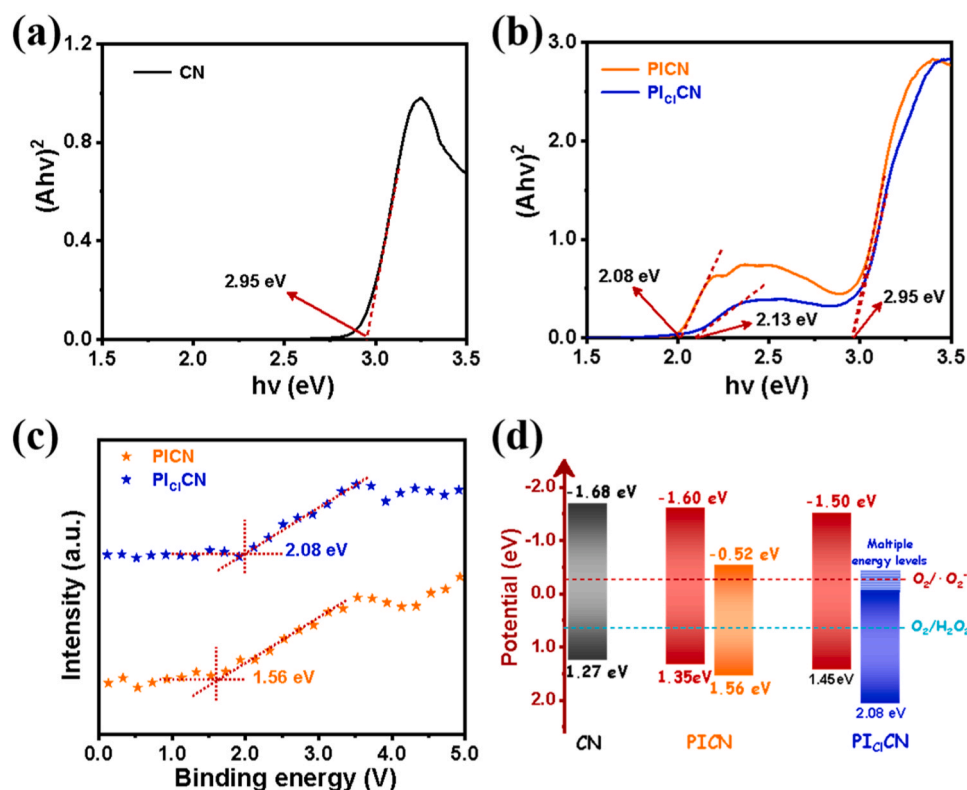 (a)
1.2
CN
(Ahv)²
0.8
0.4
2.95 eV
0.0
1.5 2.0 2.5 3.0 3.5
hv (eV)
(b)
3.0
PICN
PIClCN
(Ahv)²
2.0
1.0
2.08 eV
2.13 eV
2.95 eV
0.0
1.5 2.0 2.5 3.0 3.5
hv (eV)
(c)
PICN
PIClCN
Intensity (a.u.)
2.08 eV
1.56 eV
0.0 1.0 2.0 3.0 4.0 5.0
Binding energy (V)
(d)
Potential (eV)
-2.0
-1.0
0.0
1.0
2.0
-1.68 eV
1.27 eV
CN
-1.60 eV
1.35eV
-0.52 eV
1.56 eV
PICN
-1.50 eV
1.45eV
Maltiple
energy levels
2.08 eV
PIClCN
O₂/·O₂⁻
O₂/H₂O₂